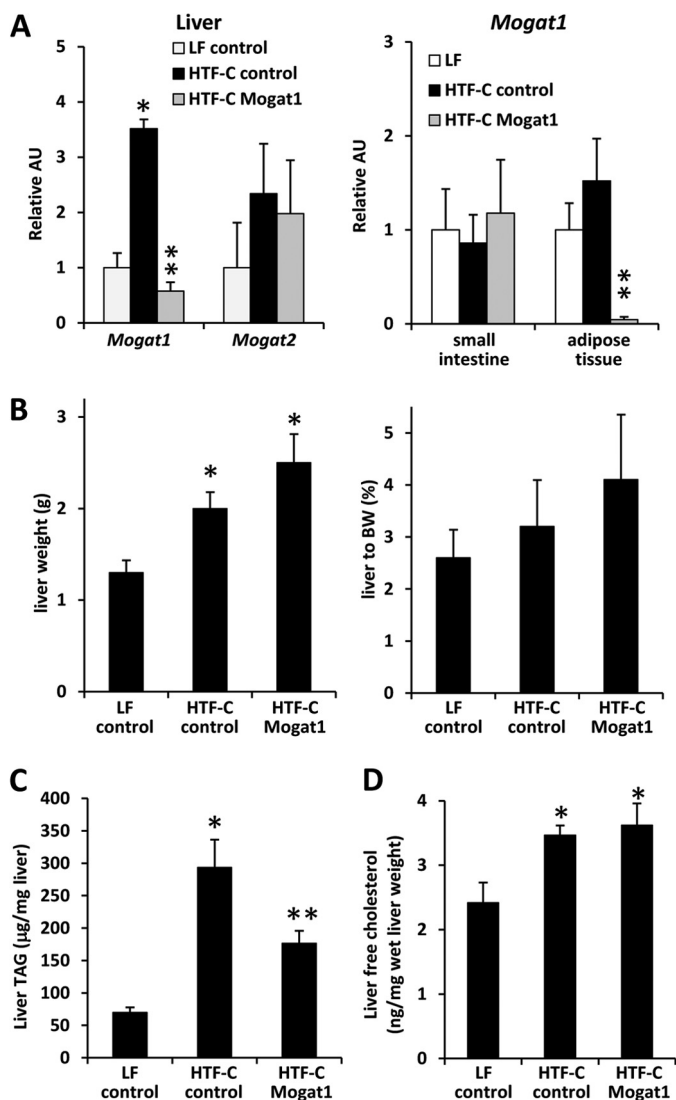 A
Liver
LF control
HTF-C control
HTF-C Mogat1
Relative AU
5
4
3
2
1
0
*
**
Mogat1
Mogat2
Mogat1
LF
HTF-C control
HTF-C Mogat1
Relative AU
3
2
1
0
**
small
intestine
adipose
tissue
B
liver weight (g)
3
2
1
0
*
*
LF
control
HTF-C
control
HTF-C
Mogat1
liver to BW (%)
5
4
3
2
1
0
LF
control
HTF-C
control
HTF-C
Mogat1
C
Liver TAG (µg/mg liver)
400
350
300
250
200
150
100
50
0
*
**
LF
control
HTF-C
control
HTF-C
Mogat1
D
Liver free cholesterol
(ng/mg wet liver weight)
4
3
2
1
0
*
*
LF
control
HTF-C
control
HTF-C
Mogat1